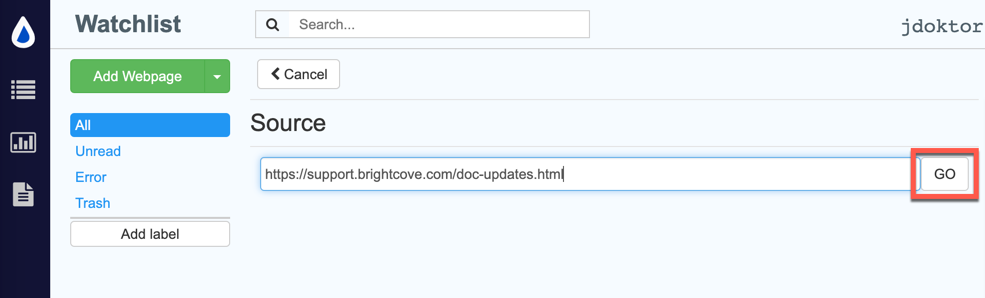 Watchlist
Search...
jdoktor
Add Webpage
Cancel
All
Unread
Error
Trash
Add label
Source
https://support.brightcove.com/doc-updates.html
GO